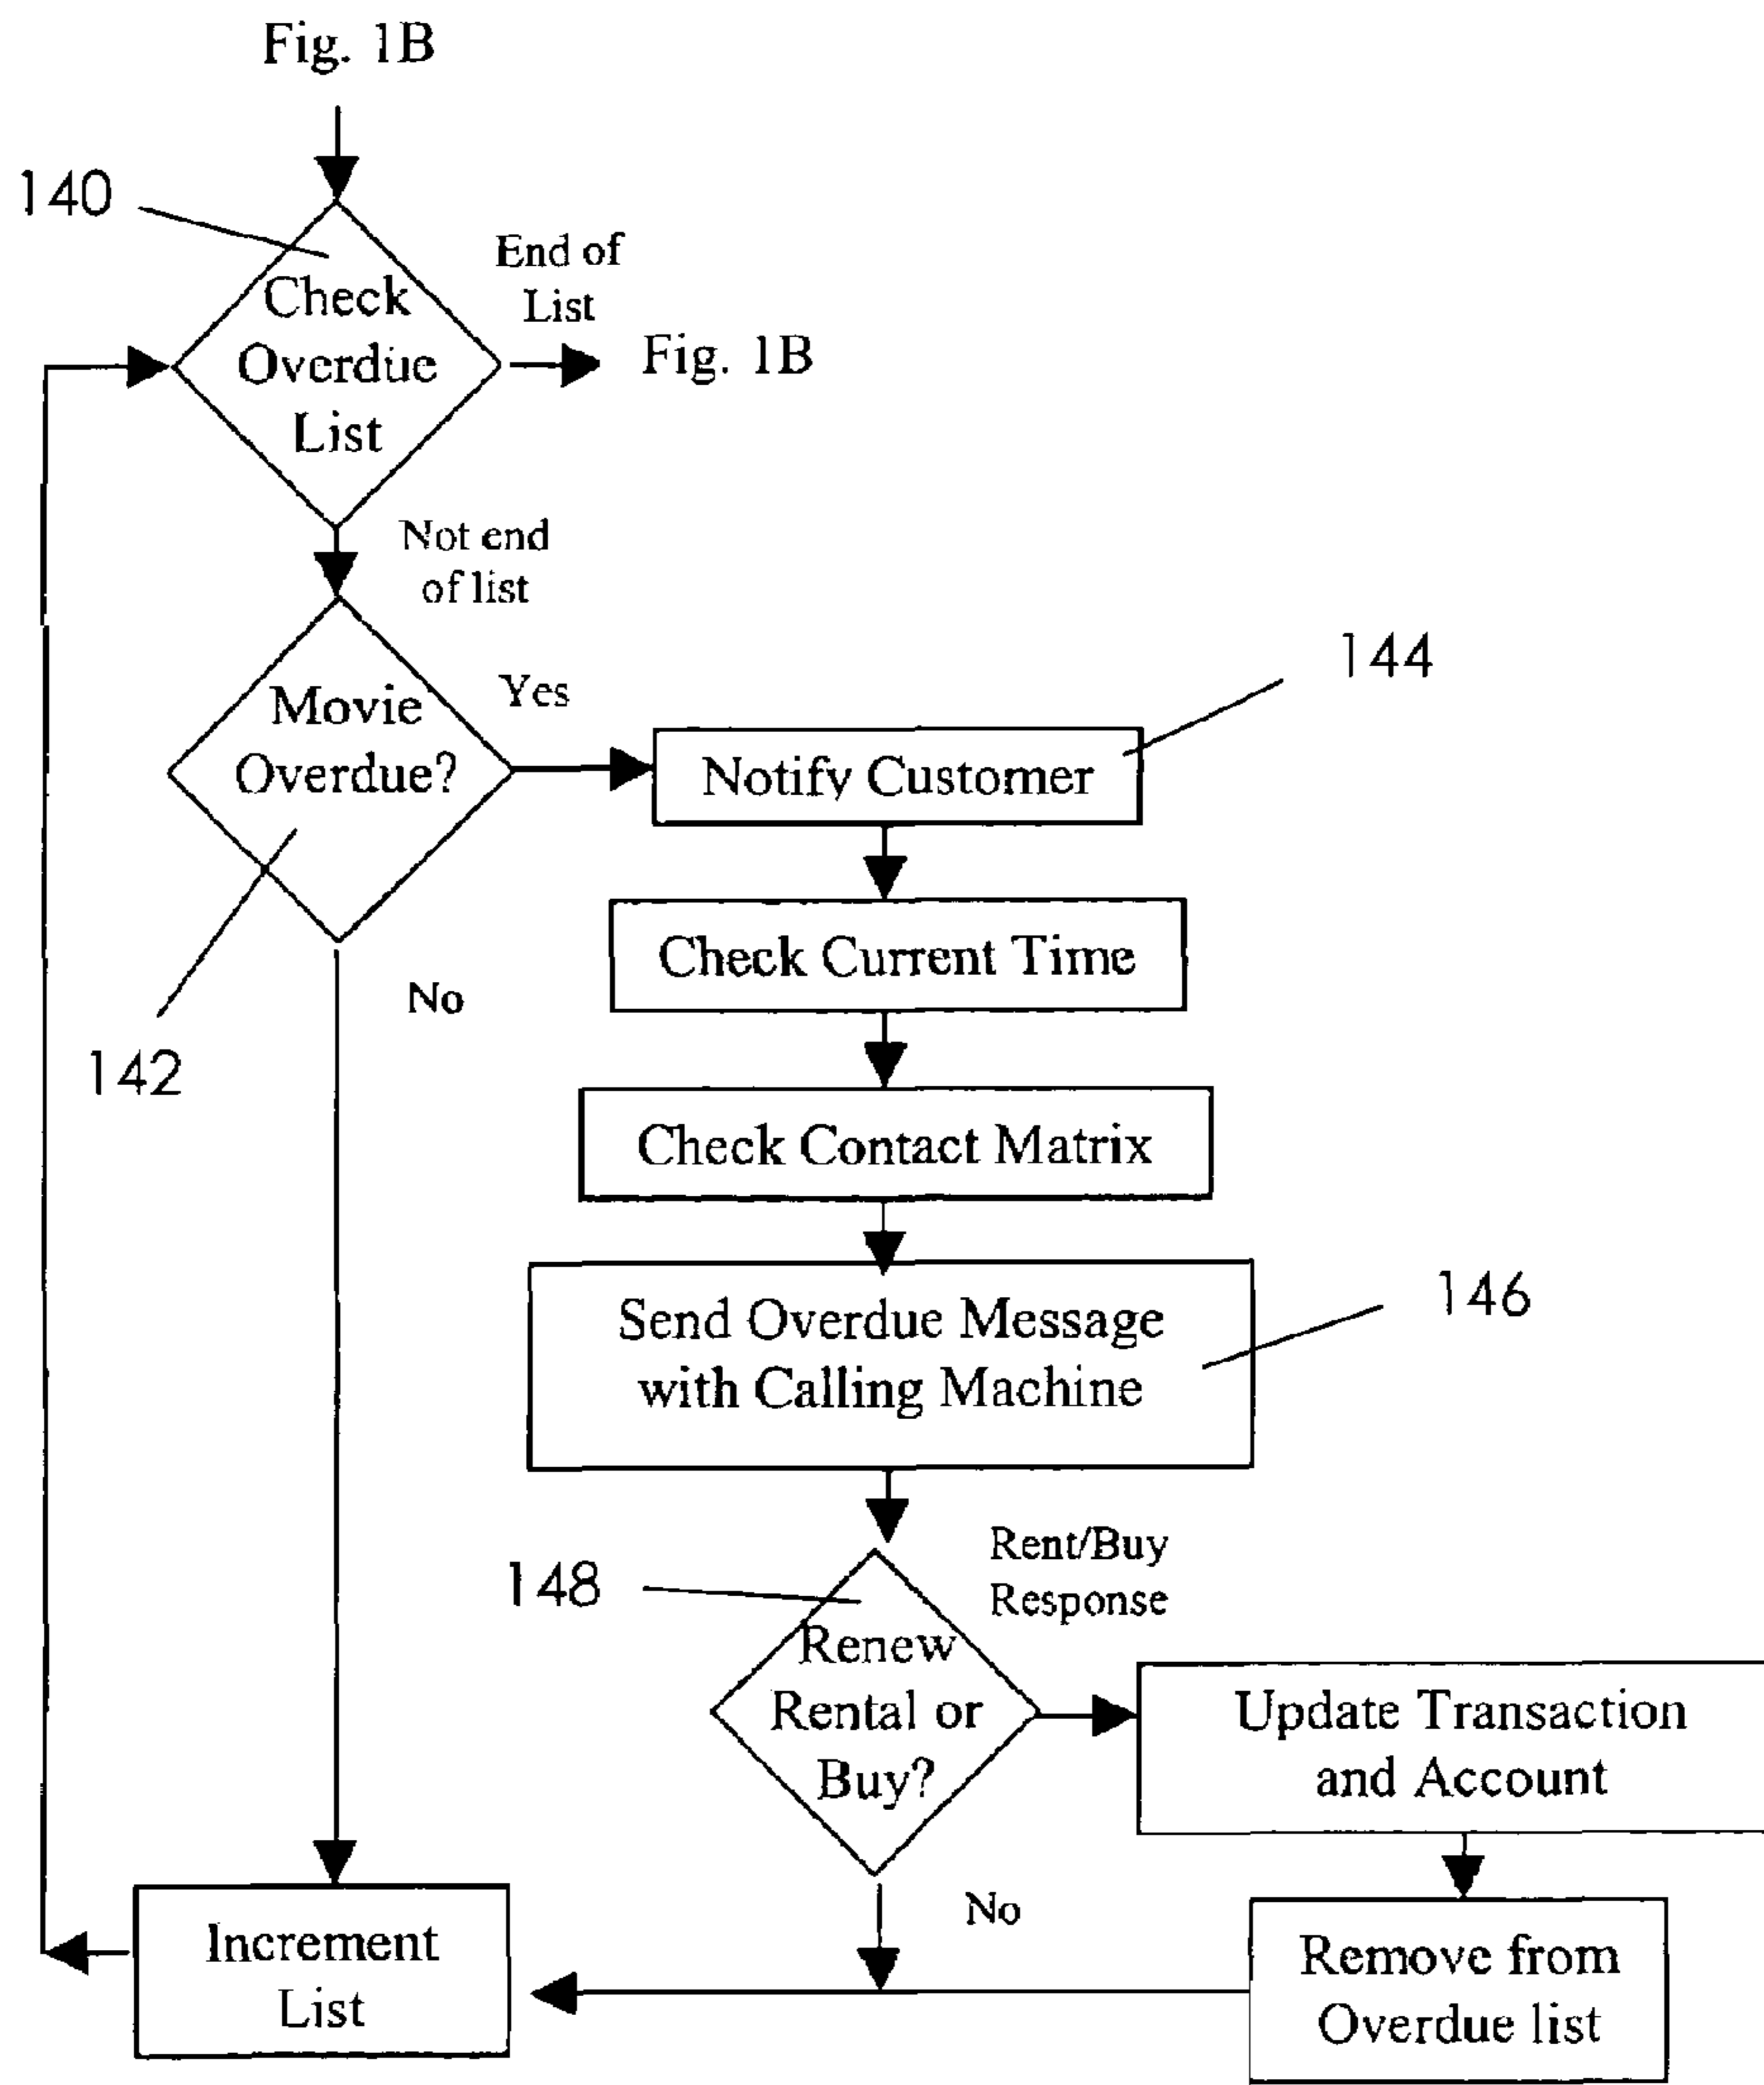 Fig. 1B
140
Check
Overdue
List
End of
List
Fig. 1B
Not end
of list
Movie
Overdue?
Yes
144
Notify Customer
Check Current Time
No
142
Check Contact Matrix
Send Overdue Message
with Calling Machine
146
148
Rent/Buy
Response
Renew
Rental or
Buy?
Update Transaction
and Account
No
Increment
List
Remove from
Overdue list